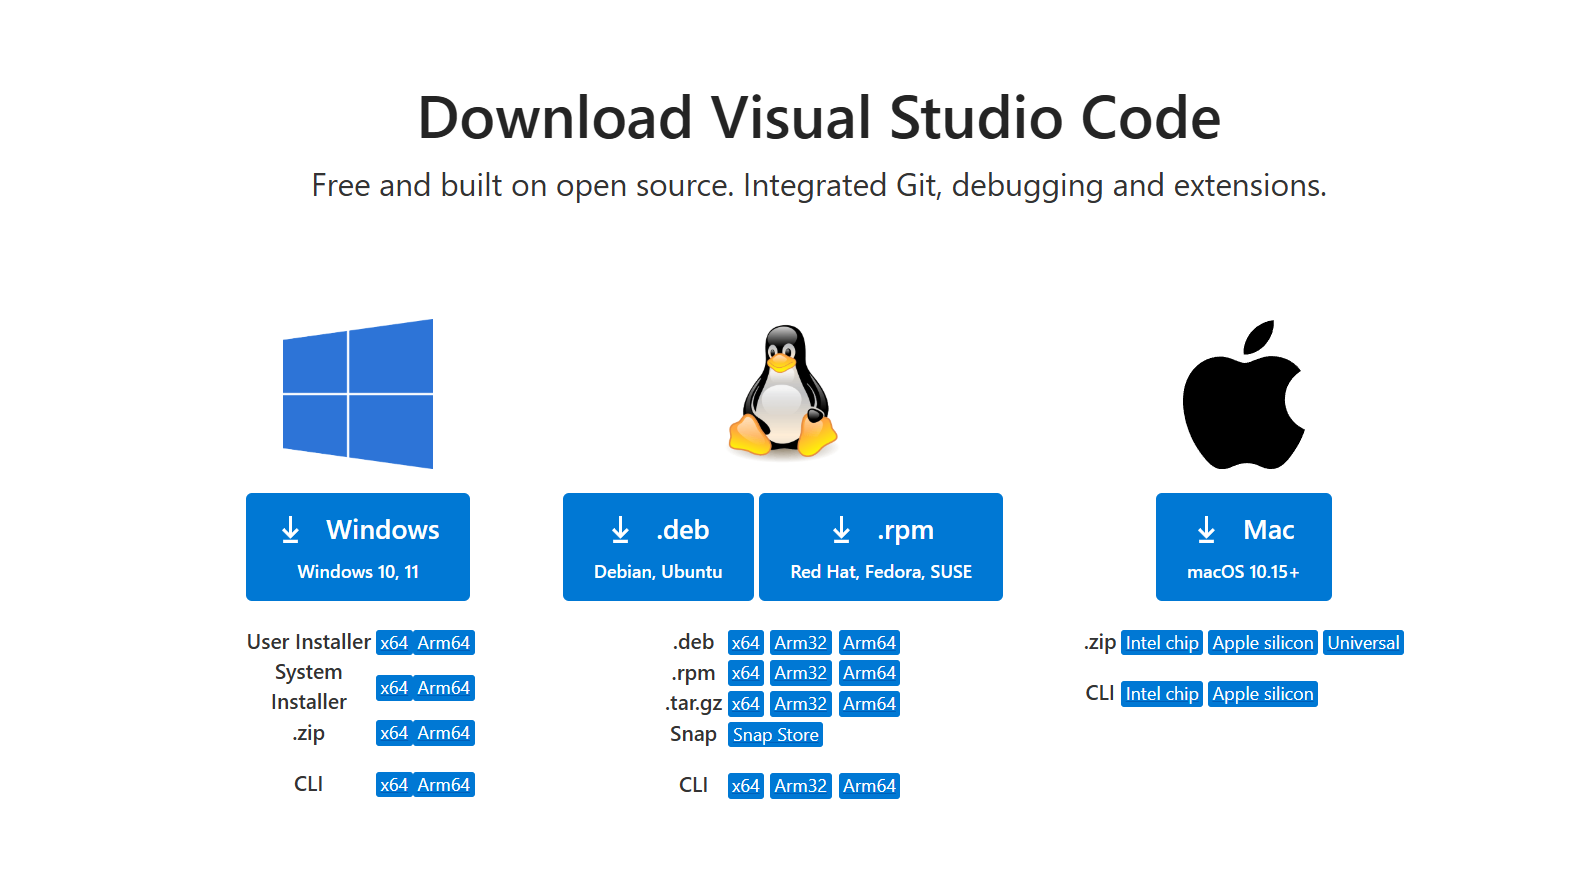 Download Visual Studio Code
Free and built on open source. Integrated Git, debugging and extensions.
Windows
Windows 10, 11
User Installer x64 Arm64
System
Installer x64 Arm64
.zip x64 Arm64
CLI x64 Arm64
.deb
Debian, Ubuntu
.rpm
Red Hat, Fedora, SUSE
.deb x64 Arm32 Arm64
.rpm x64 Arm32 Arm64
.tar.gz x64 Arm32 Arm64
Snap Snap Store
CLI x64 Arm32 Arm64
Mac
macOS 10.15+
.zip Intel chip Apple silicon Universal
CLI Intel chip Apple silicon